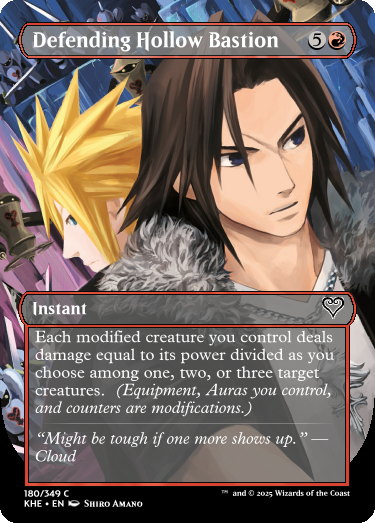 Defending Hollow Bastion 5
Instant
Each modified creature you control deals
damage equal to its power divided as you
choose among one, two, or three target
creatures. (Equipment, Auras you control,
and counters are modifications.)
“Might be tough if one more shows up.” —
Cloud
180/349 C
KHE • EN Shiro Amano
™ and © 2025 Wizards of the Coast